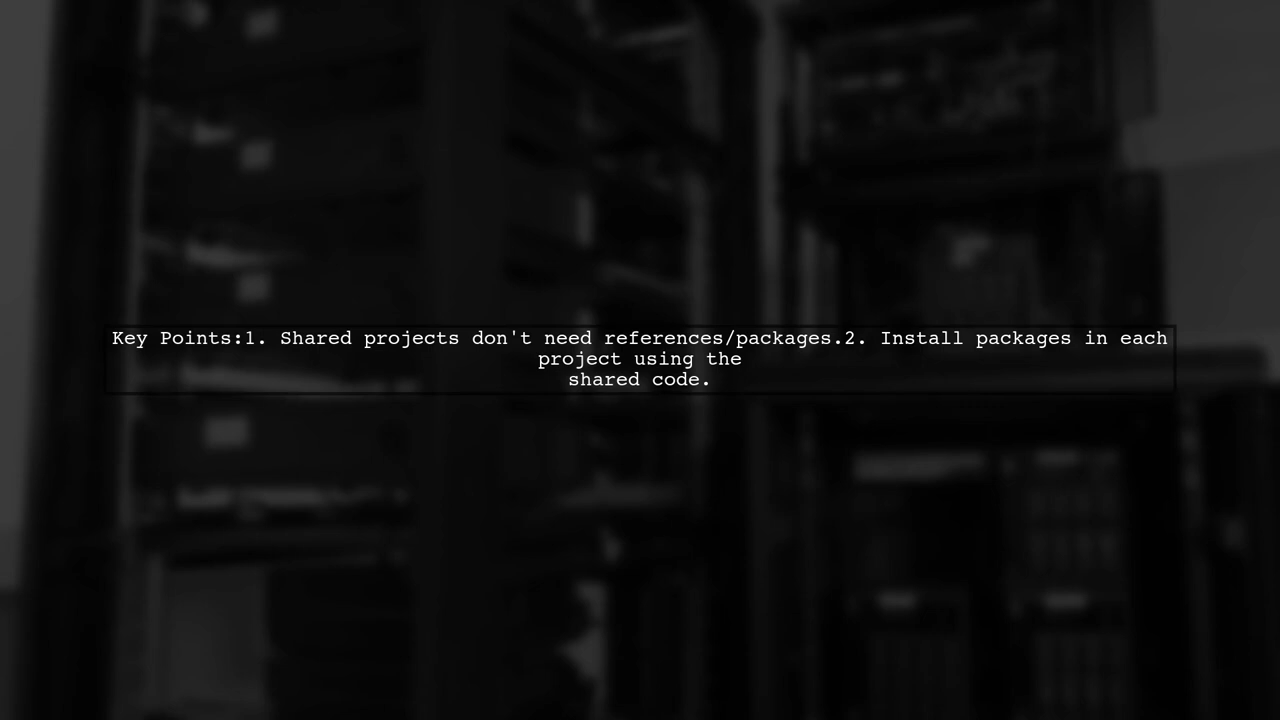 Key Points:1. Shared projects don't need references/packages.2. Install packages in each
project using the
shared code.